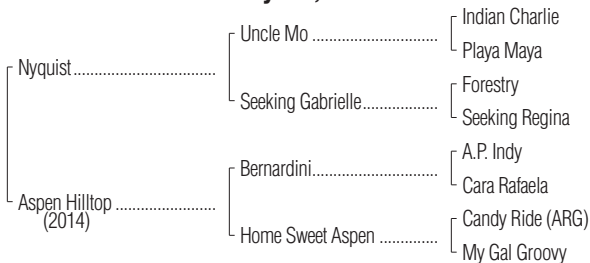 Indian Charlie
Uncle Mo ..........................
Playa Maya
Nyquist..................................
Forestry
Seeking Gabrielle..................
Seeking Regina
A.P. Indy
Bernardini..............................
Cara Rafaela
Aspen Hilltop ........................
(2014)
Candy Ride (ARG)
Home Sweet Aspen ..............
My Gal Groovy